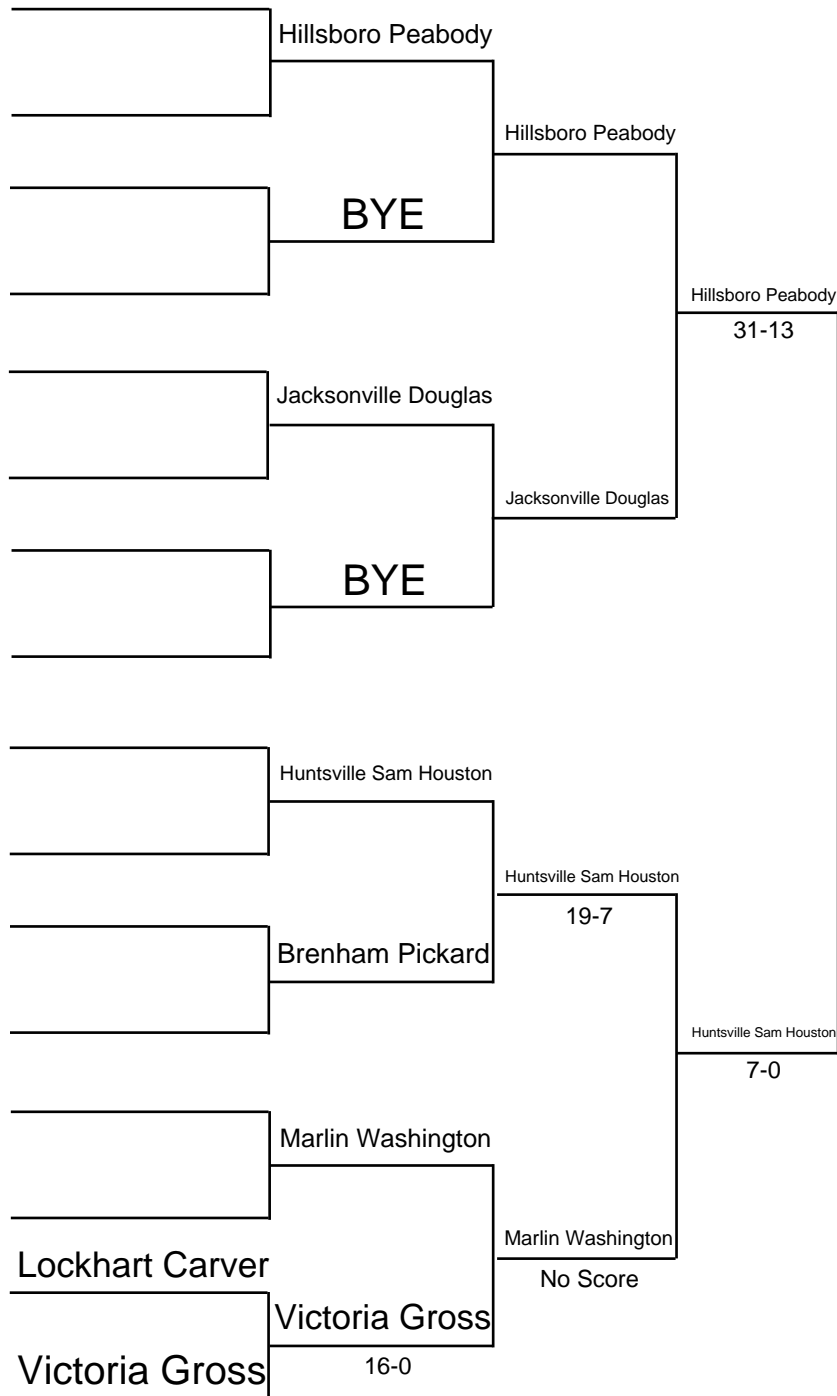 Hillsboro Peabody
Hillsboro Peabody
BYE
Hillsboro Peabody
31-13
Jacksonville Douglas
Jacksonville Douglas
BYE
Huntsville Sam Houston
Huntsville Sam Houston
19-7
Brenham Pickard
Huntsville Sam Houston
7-0
Marlin Washington
Marlin Washington
No Score
Lockhart Carver
Victoria Gross
16-0
Victoria Gross